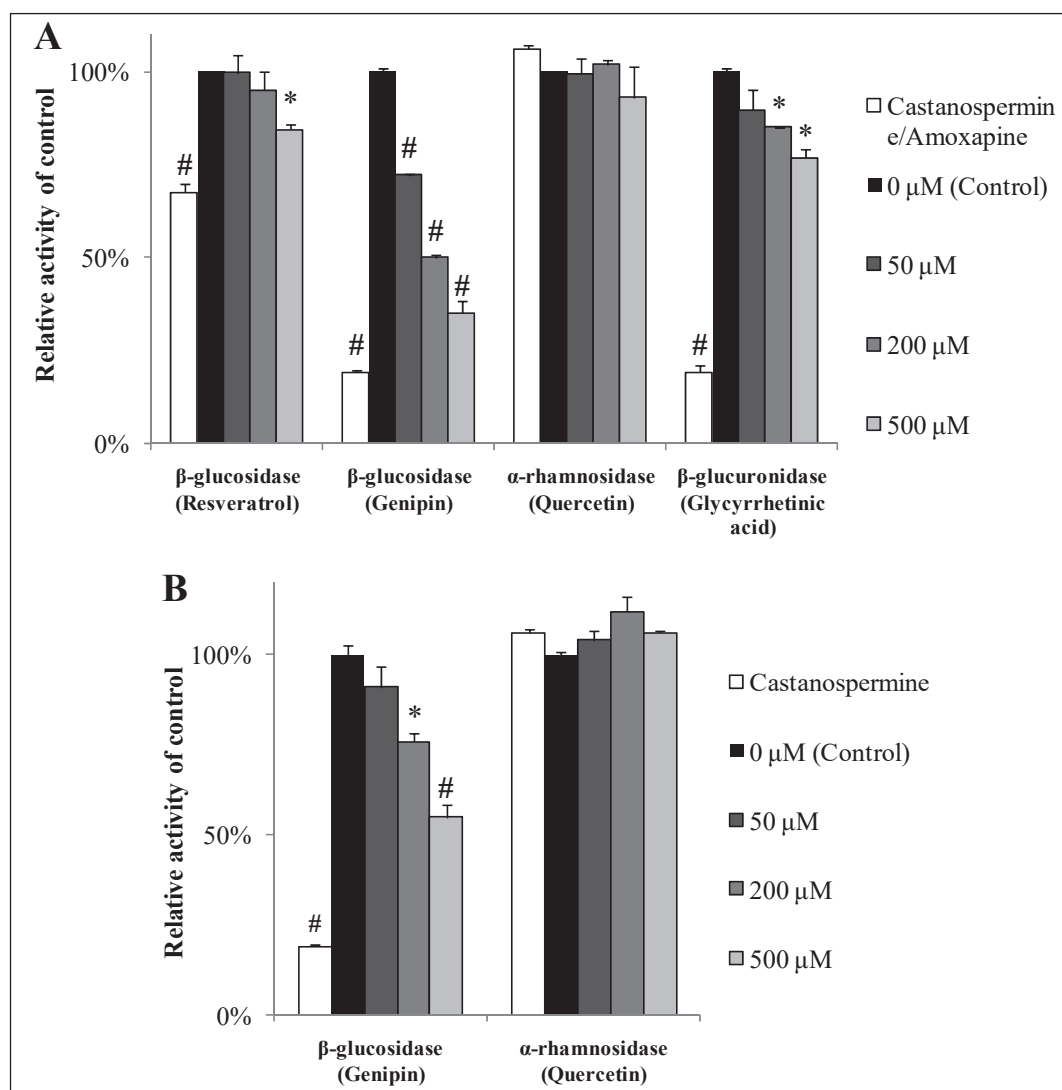 A
Relative activity of control
100%
50%
0%
#
*
#
#
#
#
#
*
*
β-glucosidase
(Resveratrol)
β-glucosidase
(Genipin)
α-rhamnosidase
(Quercetin)
β-glucuronidase
(Glycyrrhetinic
acid)
Castanospermin
e/Amoxapine
0 μM (Control)
50 μM
200 μM
500 μM
B
Relative activity of control
100%
50%
0%
#
*
#
β-glucosidase
(Genipin)
α-rhamnosidase
(Quercetin)
Castanospermine
0 μM (Control)
50 μM
200 μM
500 μM